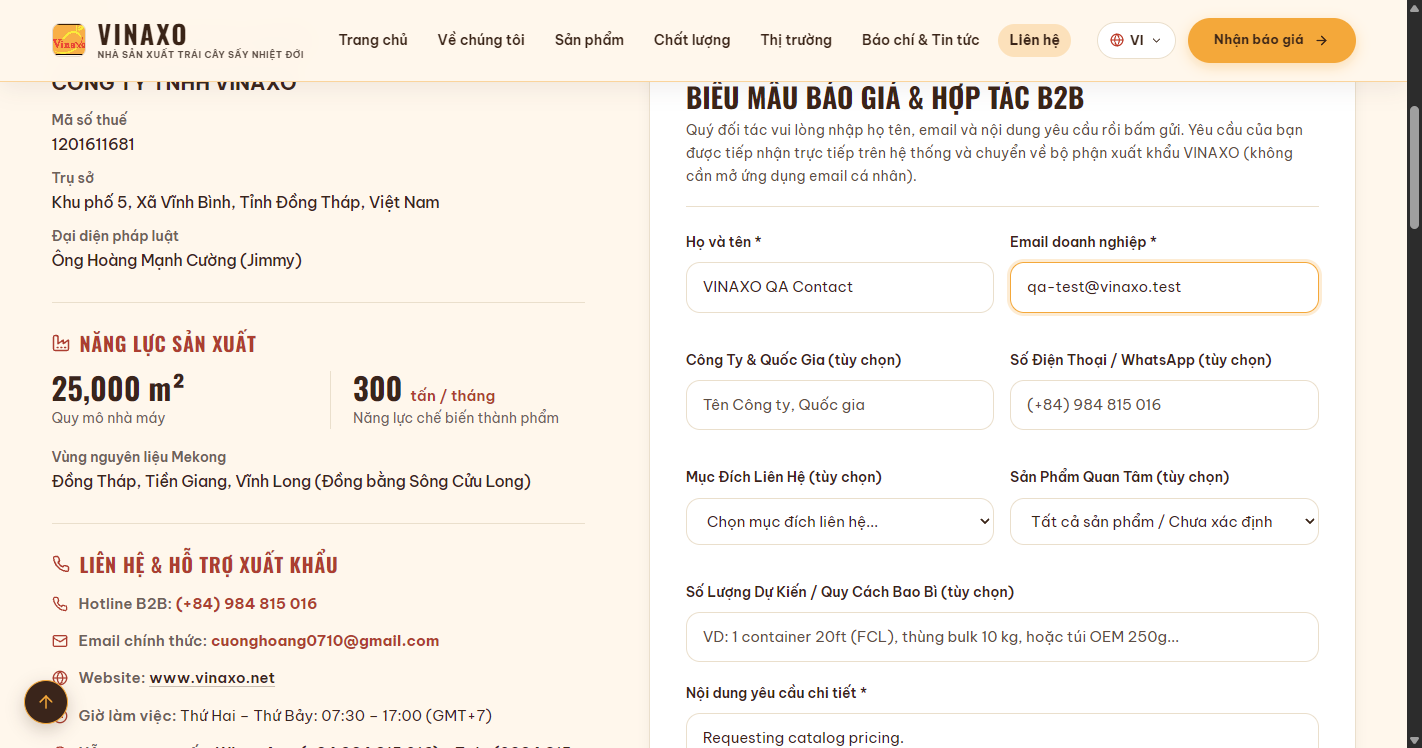 Vinaxo
VINAXO
NHÀ SẢN XUẤT TRÁI CÂY SẤY NHIỆT ĐỚI
Trang chủ
Về chúng tôi
Sản phẩm
Chất lượng
Thị trường
Báo chí & Tin tức
Liên hệ
VI
Nhận báo giá
CÔNG TY TNHH VINAXO
Mã số thuế
1201611681
Trụ sở
Khu phố 5, Xã Vĩnh Bình, Tỉnh Đồng Tháp, Việt Nam
Đại diện pháp luật
Ông Hoàng Mạnh Cường (Jimmy)
NĂNG LỰC SẢN XUẤT
25,000 m²
Quy mô nhà máy
300 tấn / tháng
Năng lực chế biến thành phẩm
Vùng nguyên liệu Mekong
Đồng Tháp, Tiền Giang, Vĩnh Long (Đồng bằng Sông Cửu Long)
LIÊN HỆ & HỖ TRỢ XUẤT KHẨU
Hotline B2B: (+84) 984 815 016
Email chính thức: cuonghoang0710@gmail.com
Website: www.vinaxo.net
Giờ làm việc: Thứ Hai – Thứ Bảy: 07:30 – 17:00 (GMT+7)
BIỂU MẪU BÁO GIÁ & HỢP TÁC B2B
Quý đối tác vui lòng nhập họ tên, email và nội dung yêu cầu rồi bấm gửi. Yêu cầu của bạn
được tiếp nhận trực tiếp trên hệ thống và chuyển về bộ phận xuất khẩu VINAXO (không
cần mở ứng dụng email cá nhân).
Họ và tên *
VINAXO QA Contact
Email doanh nghiệp *
qa-test@vinaxo.test
Công Ty & Quốc Gia (tùy chọn)
Tên Công ty, Quốc gia
Số Điện Thoại / WhatsApp (tùy chọn)
(+84) 984 815 016
Mục Đích Liên Hệ (tùy chọn)
Chọn mục đích liên hệ...
Sản Phẩm Quan Tâm (tùy chọn)
Tất cả sản phẩm / Chưa xác định
Số Lượng Dự Kiến / Quy Cách Bao Bì (tùy chọn)
VD: 1 container 20ft (FCL), thùng bulk 10 kg, hoặc túi OEM 250g...
Nội dung yêu cầu chi tiết *
Requesting catalog pricing.